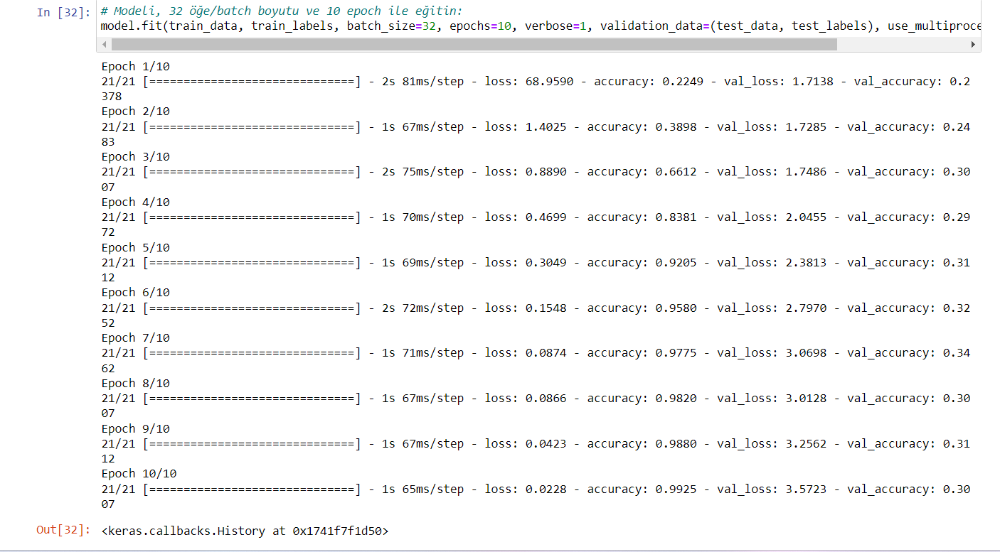 In [32]: # Modeli, 32 öğe/batch boyutu ve 10 epoch ile eğitin:
model.fit(train_data, train_labels, batch_size=32, epochs=10, verbose=1, validation_data=(test_data, test_labels), use_multiproce
Epoch 1/10
21/21 [==============================] - 2s 81ms/step - loss: 68.9590 - accuracy: 0.2249 - val_loss: 1.7138 - val_accuracy: 0.2
378
Epoch 2/10
21/21 [==============================] - 1s 67ms/step - loss: 1.4025 - accuracy: 0.3898 - val_loss: 1.7285 - val_accuracy: 0.24
83
Epoch 3/10
21/21 [==============================] - 2s 75ms/step - loss: 0.8890 - accuracy: 0.6612 - val_loss: 1.7486 - val_accuracy: 0.30
07
Epoch 4/10
21/21 [==============================] - 1s 70ms/step - loss: 0.4699 - accuracy: 0.8381 - val_loss: 2.0455 - val_accuracy: 0.29
72
Epoch 5/10
21/21 [==============================] - 1s 69ms/step - loss: 0.3049 - accuracy: 0.9205 - val_loss: 2.3813 - val_accuracy: 0.31
12
Epoch 6/10
21/21 [==============================] - 2s 72ms/step - loss: 0.1548 - accuracy: 0.9580 - val_loss: 2.7970 - val_accuracy: 0.32
52
Epoch 7/10
21/21 [==============================] - 1s 71ms/step - loss: 0.0874 - accuracy: 0.9775 - val_loss: 3.0698 - val_accuracy: 0.34
62
Epoch 8/10
21/21 [==============================] - 1s 67ms/step - loss: 0.0866 - accuracy: 0.9820 - val_loss: 3.0128 - val_accuracy: 0.30
07
Epoch 9/10
21/21 [==============================] - 1s 67ms/step - loss: 0.0423 - accuracy: 0.9880 - val_loss: 3.2562 - val_accuracy: 0.31
12
Epoch 10/10
21/21 [==============================] - 1s 65ms/step - loss: 0.0228 - accuracy: 0.9925 - val_loss: 3.5723 - val_accuracy: 0.30
07
Out[32]: <keras.callbacks.History at 0x1741f7f1d50>